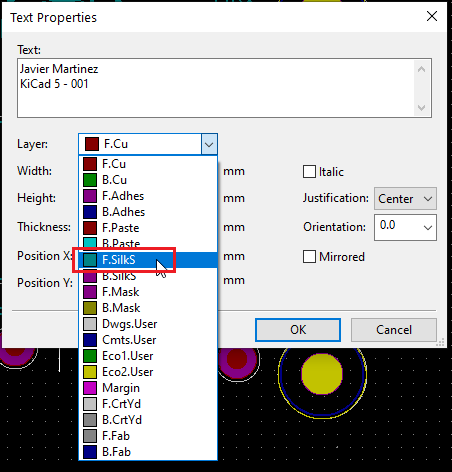 Text Properties
Text:
Javier Martinez
KiCad 5 - 001
Layer:
F.Cu
Width:
mm
Italic
Height:
mm
Justification:
Center
Thickness:
mm
Orientation:
0.0
Position X:
mm
Mirrored
Position Y:
mm
F.Cu
B.Cu
F.Adhes
B.Adhes
F.Paste
B.Paste
F.SilkS
B.SilkS
F.Mask
B.Mask
Dwgs.User
Cmts.User
Eco1.User
Eco2.User
Margin
F.CrtYd
B.CrtYd
F.Fab
B.Fab
OK
Cancel